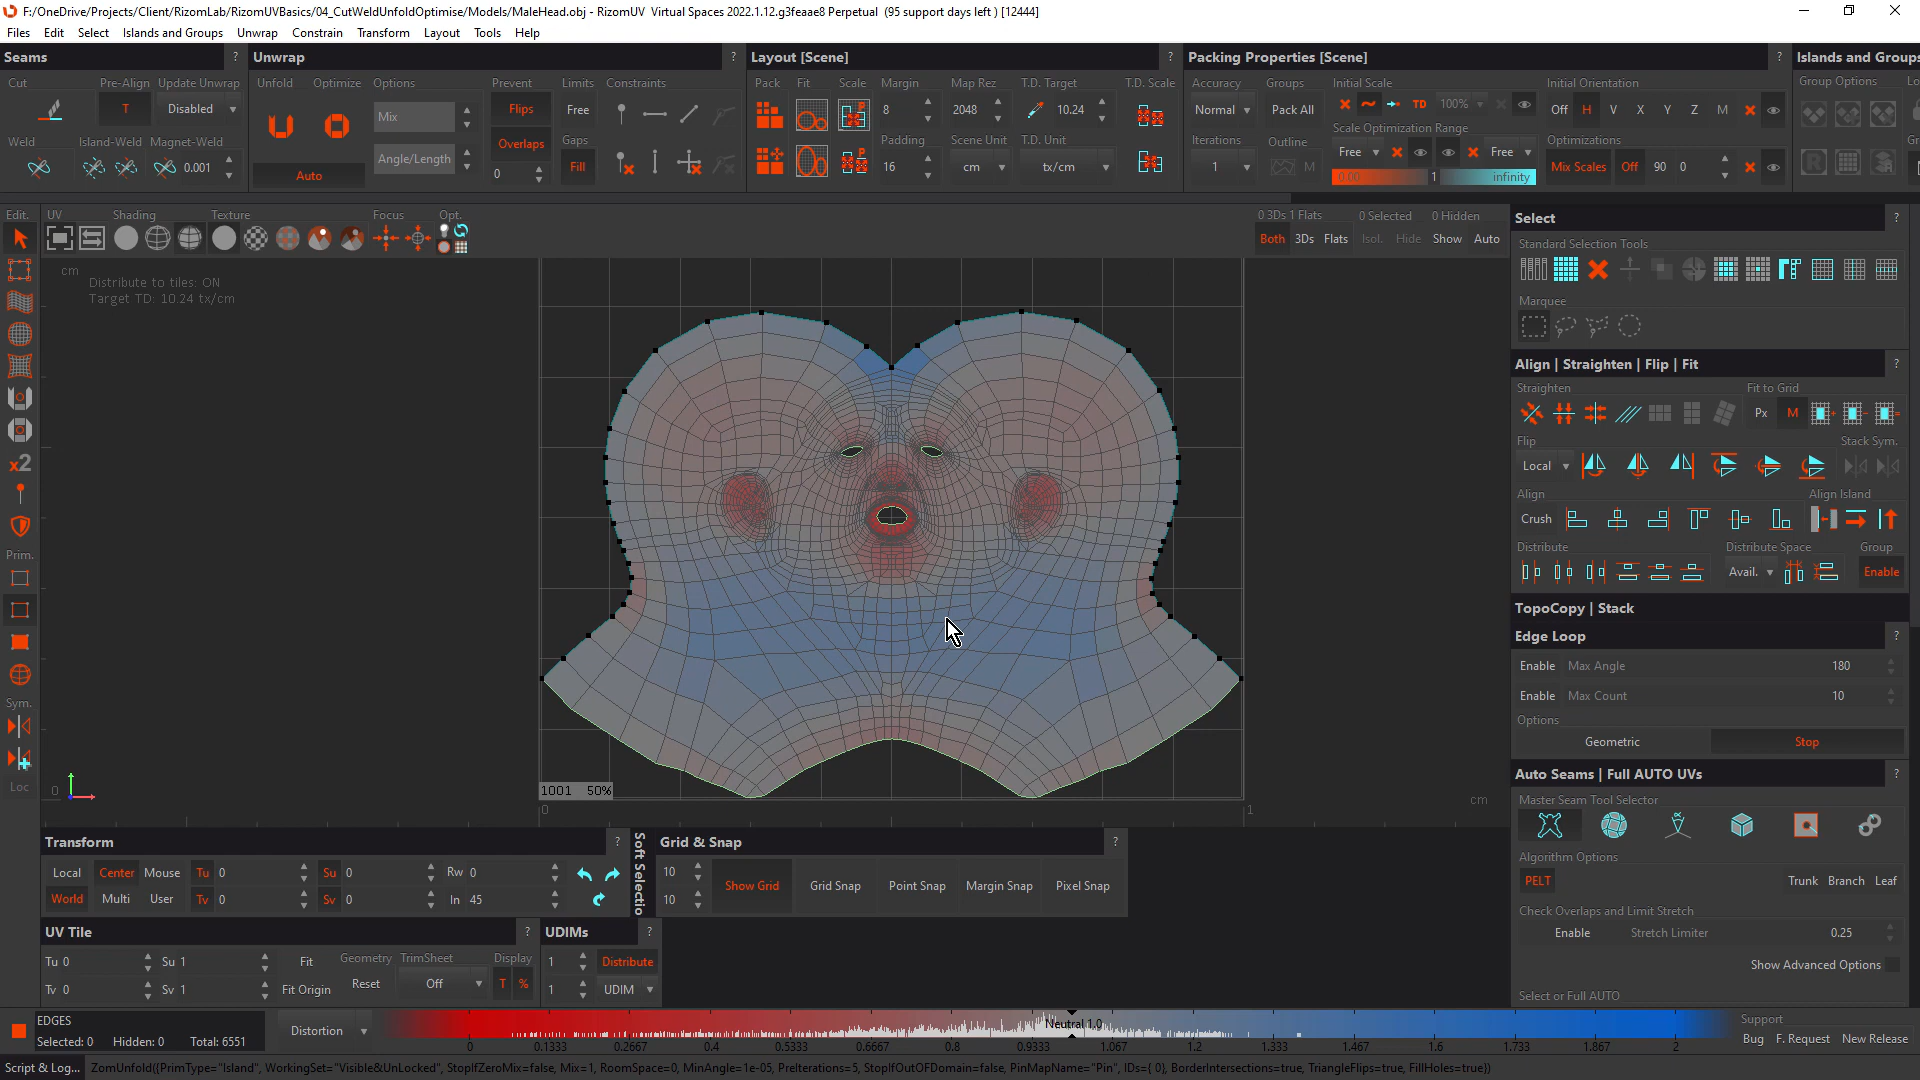 F:/OneDrive/Projects/Client/RizomLab/RizomUVBasics/04_CutWeldUnfoldOptimise/Models/MaleHead.obj - RizomUV Virtual Spaces 2022.1.12.g3feaae8 Perpetual (95 support days left ) [12444]
Files Edit Select Islands and Groups Unwrap Constrain Transform Layout Tools Help
Seams ? Unwrap ? Layout [Scene] ? Packing Properties [Scene] ? Islands and Groups
Cut Pre-Align Update Unwrap Unfold Optimize Options Prevent Limits Constraints Pack Fit Scale Margin Map Rez T.D. Target T.D. Scale Accuracy Groups Initial Scale Initial Orientation Group Options
T Disabled Mix Flips Free 8 2048 10.24 Normal Pack All TD 100% Off H V X Y Z M
Weld Island-Weld Magnet-Weld Overlaps Gaps Padding Scene Unit T.D. Unit Iterations Outline Scale Optimization Range Optimizations
0.001 Auto Angle/Length 0 Fill 16 cm tx/cm 1 M Free Free Mix Scales Off 90 0
0.00 1 infinity
Edit. UV Shading Texture Focus Opt. 0 3Ds 1 Flats 0 Selected 0 Hidden
Both 3Ds Flats Isol. Hide Show Auto
cm Distribute to tiles: ON
Target TD: 10.24 tx/cm
x2
Prim.
Sym.
Loc
0
1001 50%
0 1
cm
Select ?
Standard Selection Tools
Marquee
Align | Straighten | Flip | Fit ?
Straighten Fit to Grid
Px M
Flip Stack Sym.
Local
Align Align Island
Crush
Distribute Distribute Space Group
Avail. Enable
TopoCopy | Stack
Edge Loop ?
Enable Max Angle 180
Enable Max Count 10
Options
Geometric Stop
Auto Seams | Full AUTO UVs ?
Master Seam Tool Selector
Algorithm Options
PELT Trunk Branch Leaf
Check Overlaps and Limit Stretch
Enable Stretch Limiter 0.25
Show Advanced Options
Select or Full AUTO
Transform ? Soft Selectio Grid & Snap ?
Local Center Mouse Tu 0 Su 0 Rw 0 10
World Multi User Tv 0 Sv 0 In 45 10
Show Grid Grid Snap Point Snap Margin Snap Pixel Snap
UV Tile ? UDIMs ?
Tu 0 Su 1 Fit Geometry TrimSheet Display 1 Distribute
Tv 0 Sv 1 Fit Origin Reset Off T % 1 UDIM
EDGES
Selected: 0 Hidden: 0 Total: 6551
Distortion
Neutral 1.0
0 0.1333 0.2667 0.4 0.5333 0.6667 0.8 0.9333 1.067 1.2 1.333 1.467 1.6 1.733 1.867 2
Support
Bug F. Request New Release
Script & Log... ZomUnfold({PrimType="Island", WorkingSet="Visible&UnLocked", StopIfZeroMix=false, Mix=1, RoomSpace=0, MinAngle=1e-05, PreIterations=5, StopIfOutOFDomain=false, PinMapName="Pin", IDs={ 0}, BorderIntersections=true, TriangleFlips=true, FillHoles=true})